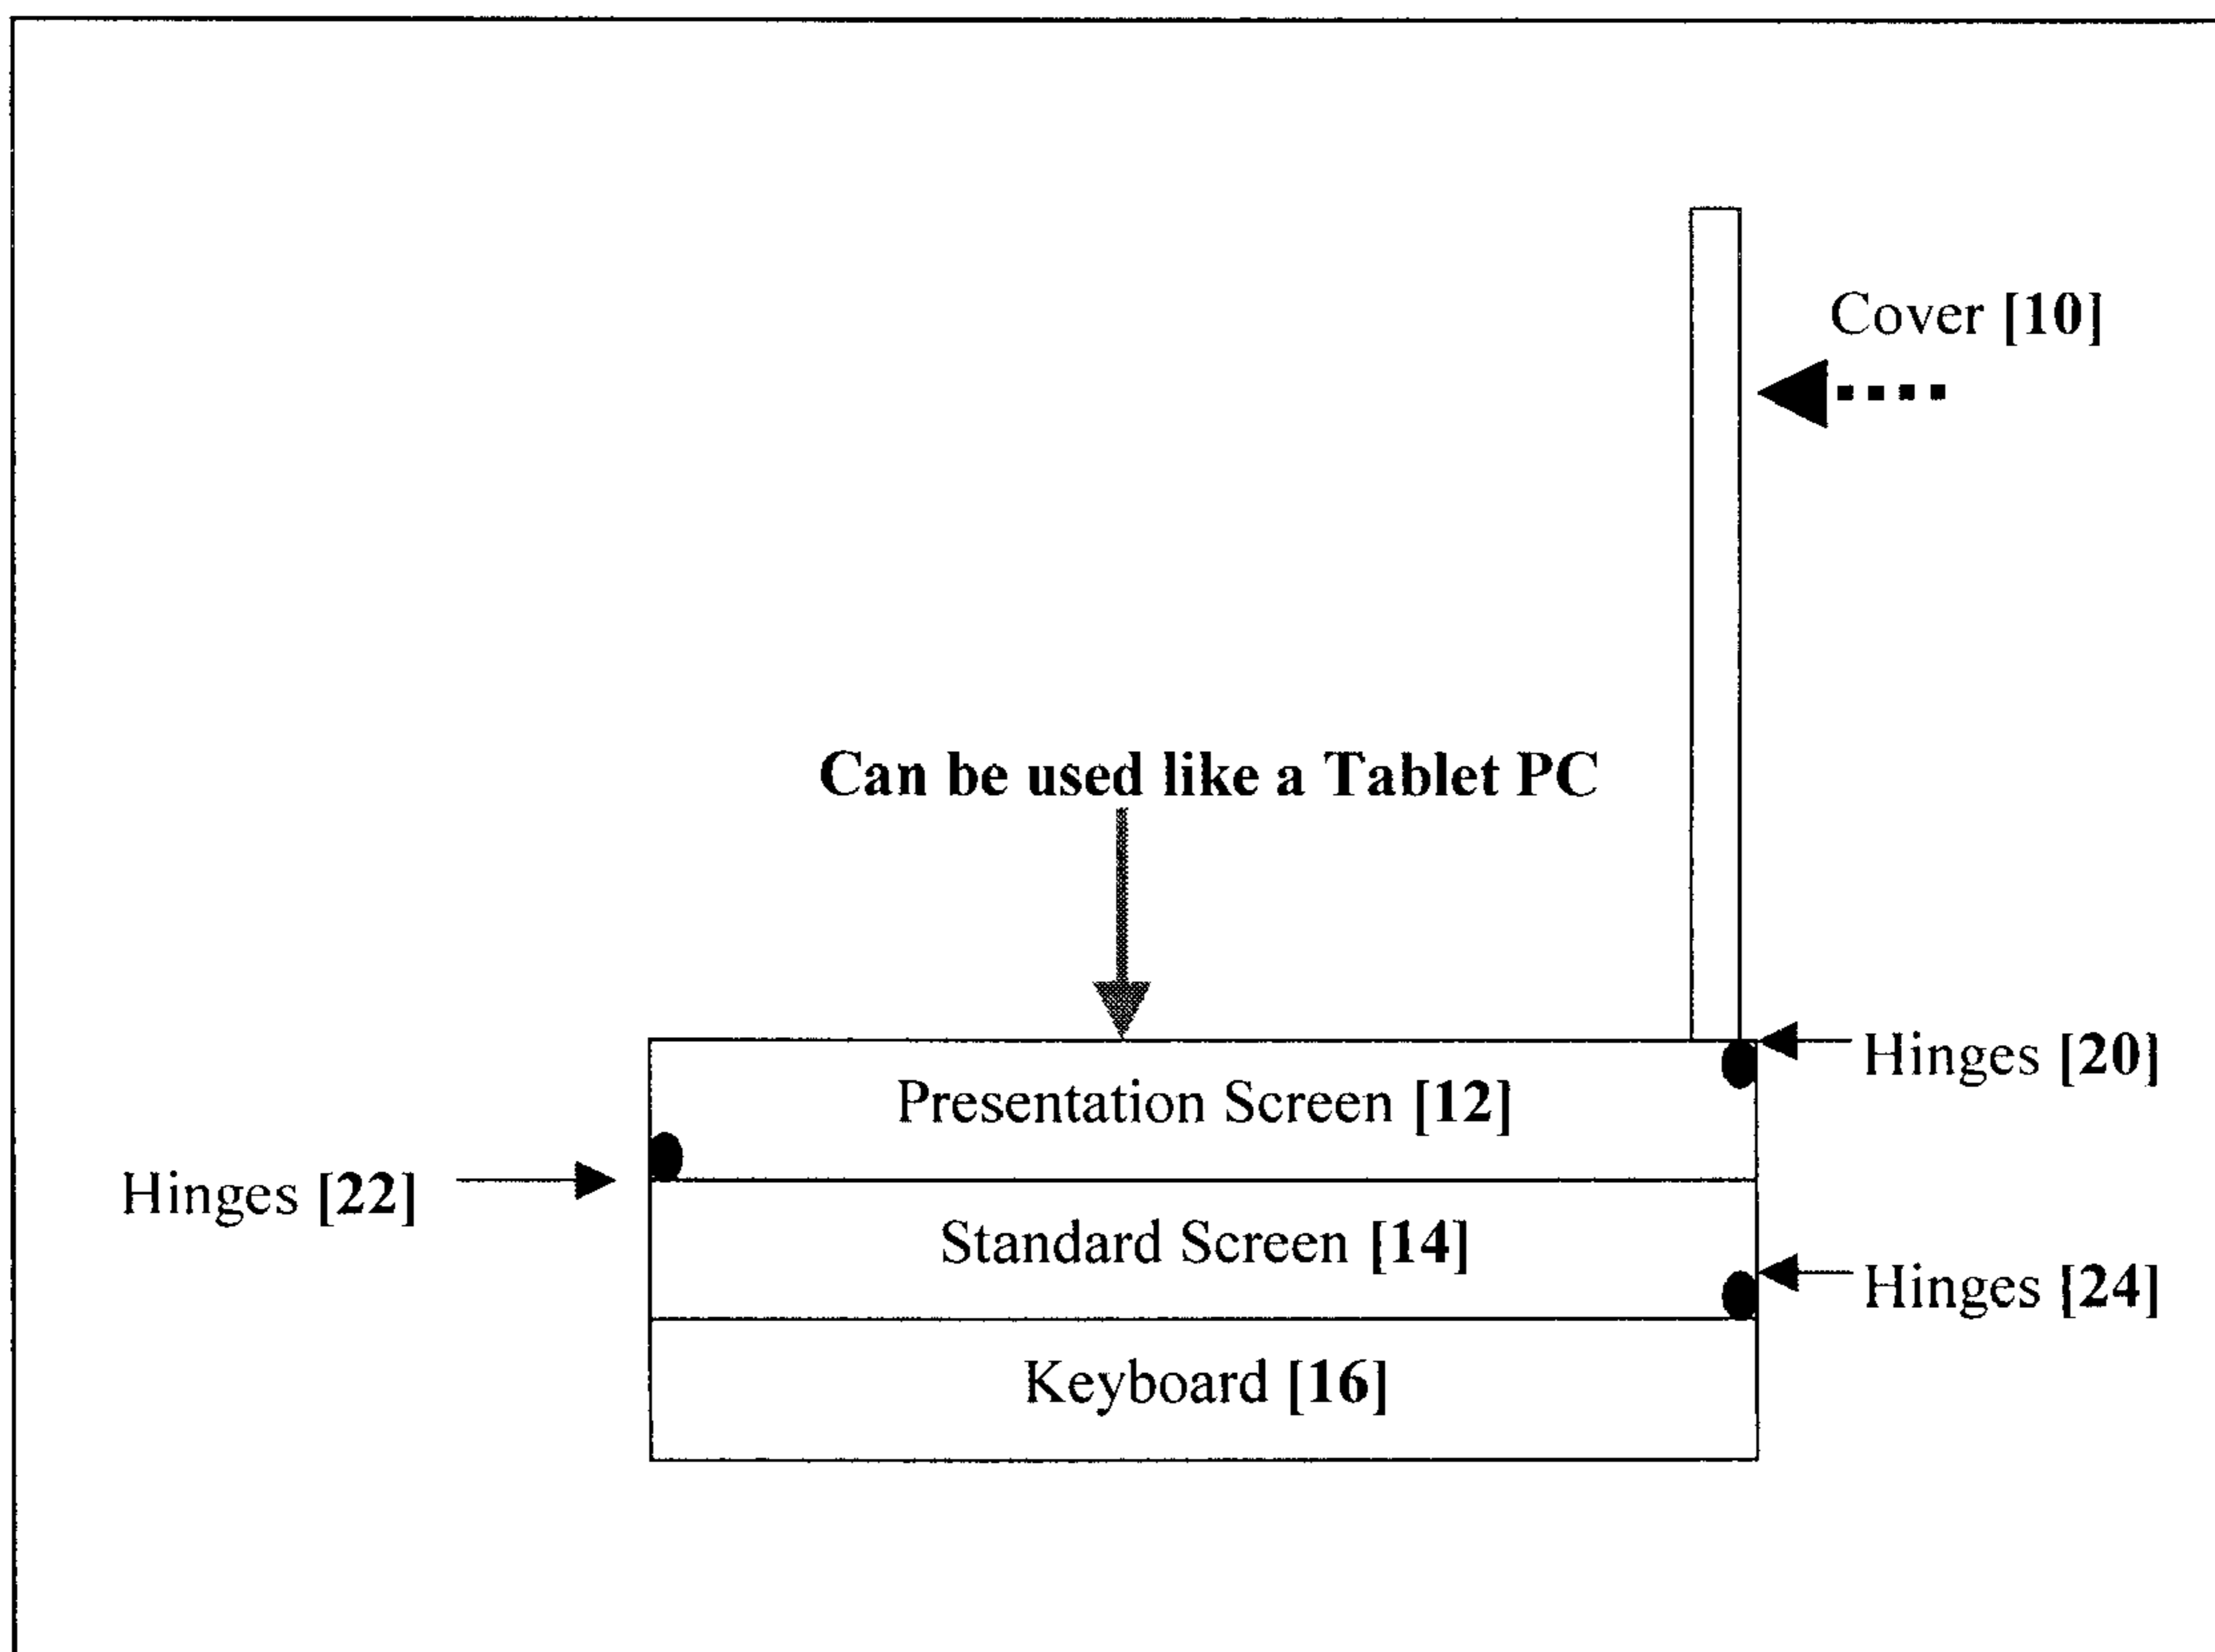 Cover [10]
Can be used like a Tablet PC
Hinges [20]
Presentation Screen [12]
Hinges [22]
Standard Screen [14]
Hinges [24]
Keyboard [16]